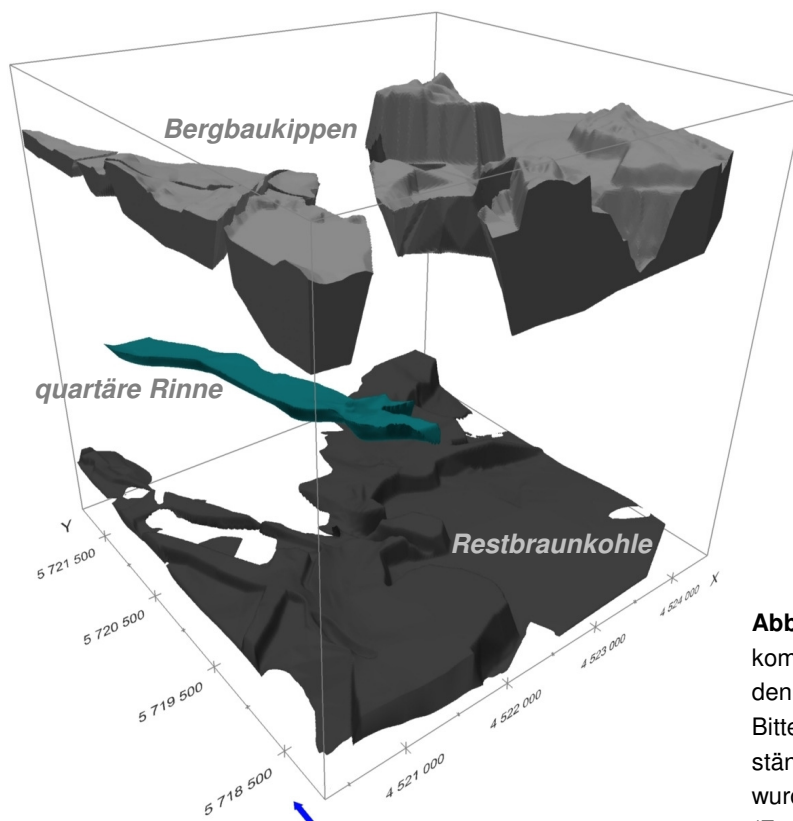 Bergbaukippen
quartäre Rinne
Restbraunkohle
Y
5 721 500
5 720 500
5 719 500
5 718 500
X
4 524 000
4 523 000
4 522 000
4 521 000
Abb
kom
den
Bitte
stän
wurd